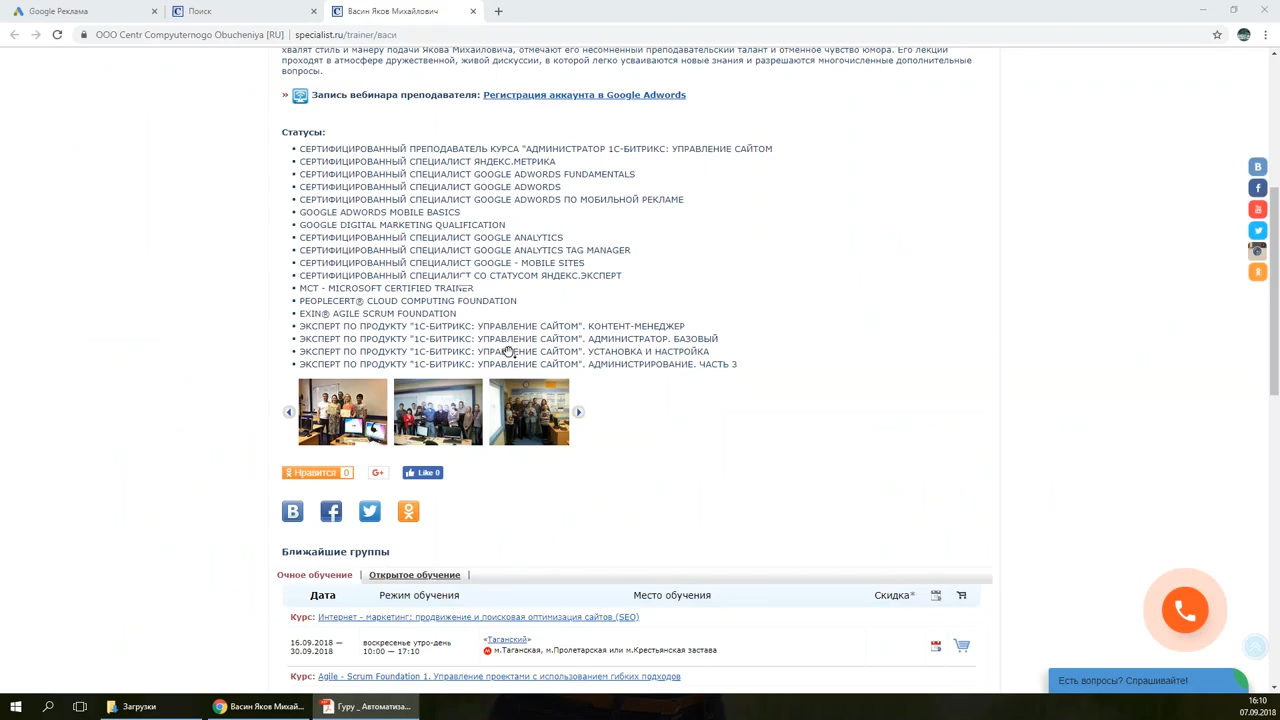 Google Реклама
Поиск
Васин Яков Михайлович
OOO Centr Compyuternogo Obucheniya [RU] | specialist.ru/trainer/васи
хвалят стиль и манеру подачи Якова Михайловича, отмечают его несомненный преподавательский талант и отменное чувство юмора. Его лекции
проходят в атмосфере дружественной, живой дискуссии, в которой легко усваиваются новые знания и разрешаются многочисленные дополнительные
вопросы.
» Запись вебинара преподавателя: Регистрация аккаунта в Google Adwords
Статусы:
• СЕРТИФИЦИРОВАННЫЙ ПРЕПОДАВАТЕЛЬ КУРСА "АДМИНИСТРАТОР 1С-БИТРИКС: УПРАВЛЕНИЕ САЙТОМ
• СЕРТИФИЦИРОВАННЫЙ СПЕЦИАЛИСТ ЯНДЕКС.МЕТРИКА
• СЕРТИФИЦИРОВАННЫЙ СПЕЦИАЛИСТ GOOGLE ADWORDS FUNDAMENTALS
• СЕРТИФИЦИРОВАННЫЙ СПЕЦИАЛИСТ GOOGLE ADWORDS
• СЕРТИФИЦИРОВАННЫЙ СПЕЦИАЛИСТ GOOGLE ADWORDS ПО МОБИЛЬНОЙ РЕКЛАМЕ
• GOOGLE ADWORDS MOBILE BASICS
• GOOGLE DIGITAL MARKETING QUALIFICATION
• СЕРТИФИЦИРОВАННЫЙ СПЕЦИАЛИСТ GOOGLE ANALYTICS
• СЕРТИФИЦИРОВАННЫЙ СПЕЦИАЛИСТ GOOGLE ANALYTICS TAG MANAGER
• СЕРТИФИЦИРОВАННЫЙ СПЕЦИАЛИСТ GOOGLE - MOBILE SITES
• СЕРТИФИЦИРОВАННЫЙ СПЕЦИАЛИСТ СО СТАТУСОМ ЯНДЕКС.ЭКСПЕРТ
• MCT - MICROSOFT CERTIFIED TRAINER
• PEOPLECERT® CLOUD COMPUTING FOUNDATION
• EXIN® AGILE SCRUM FOUNDATION
• ЭКСПЕРТ ПО ПРОДУКТУ "1С-БИТРИКС: УПРАВЛЕНИЕ САЙТОМ". КОНТЕНТ-МЕНЕДЖЕР
• ЭКСПЕРТ ПО ПРОДУКТУ "1С-БИТРИКС: УПРАВЛЕНИЕ САЙТОМ". АДМИНИСТРАТОР. БАЗОВЫЙ
• ЭКСПЕРТ ПО ПРОДУКТУ "1С-БИТРИКС: УПРАВЛЕНИЕ САЙТОМ". УСТАНОВКА И НАСТРОЙКА
• ЭКСПЕРТ ПО ПРОДУКТУ "1С-БИТРИКС: УПРАВЛЕНИЕ САЙТОМ". АДМИНИСТРИРОВАНИЕ. ЧАСТЬ 3
Нравится 0 G+ Like 0
Ближайшие группы
Очное обучение | Открытое обучение |
Дата Режим обучения Место обучения Скидка*
Курс: Интернет - маркетинг: продвижение и поисковая оптимизация сайтов (SEO)
16.09.2018 — воскресенье утро-день «Таганский»
30.09.2018 10:00 — 17:10 м.Таганская, м.Пролетарская или м.Крестьянская застава
Курс: Agile - Scrum Foundation 1. Управление проектами с использованием гибких подходов
Есть вопросы? Спрашивайте!
Загрузки
Васин Яков Михай...
Гуру _ Автоматиза...
16:10
07.09.2018